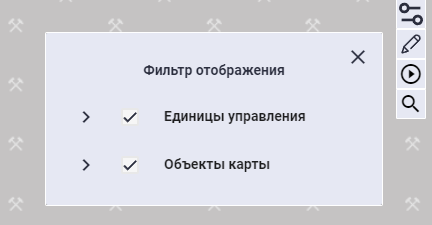 Фильтр отображения
Единицы управления
Объекты карты